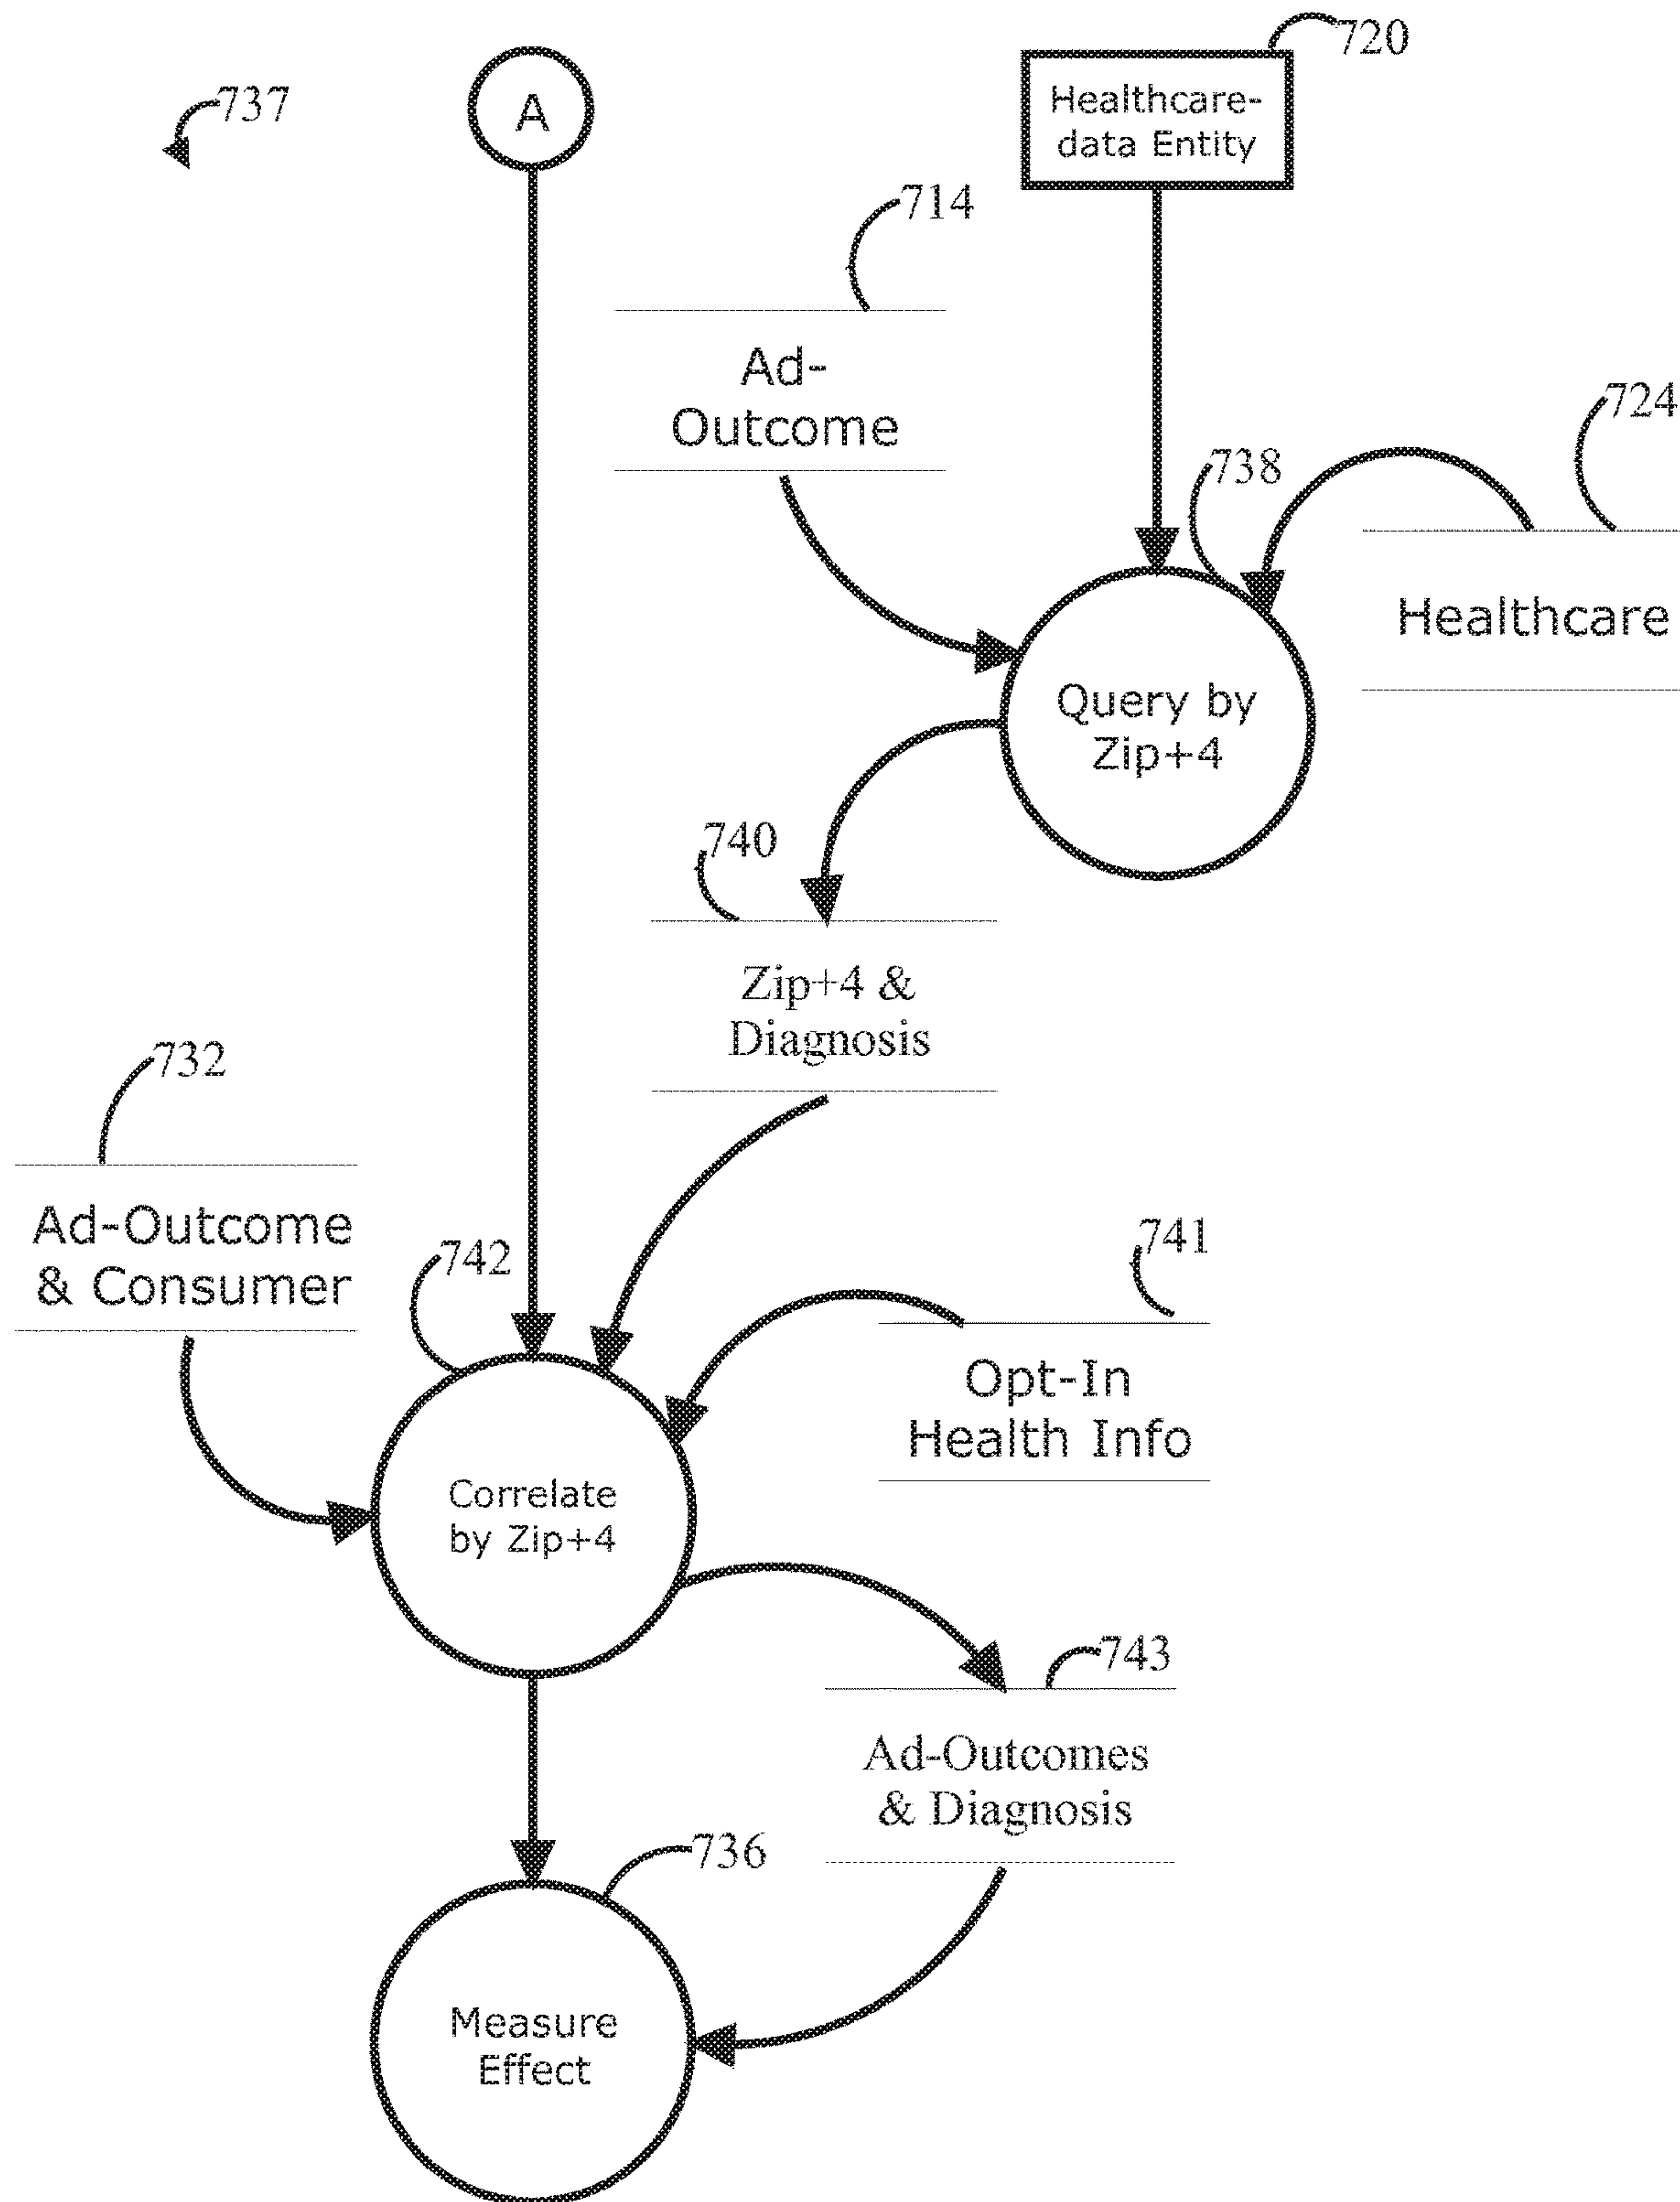 720
737
A
Healthcare-
data Entity
714
Ad-
Outcome
724
738
Healthcare
Query by
Zip+4
740
Zip+4 &
Diagnosis
732
Ad-Outcome
& Consumer
742
741
Opt-In
Health Info
Correlate
by Zip+4
743
Ad-Outcomes
& Diagnosis
736
Measure
Effect